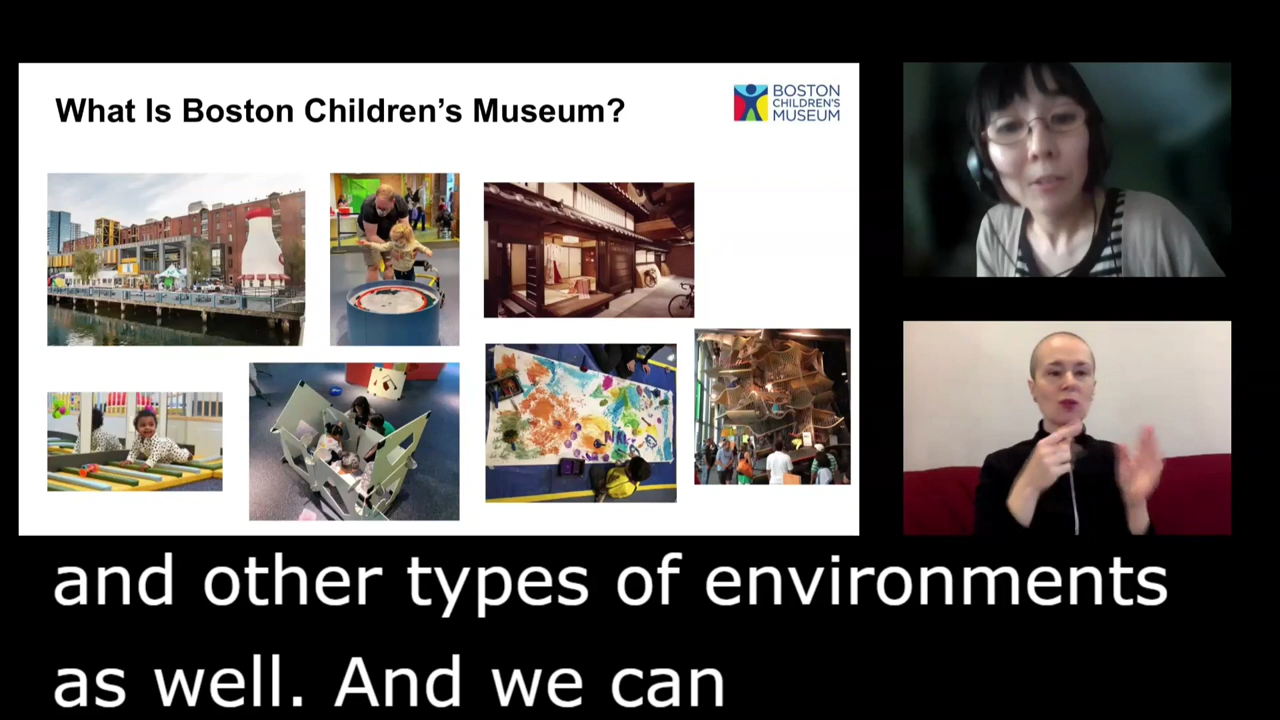 What Is Boston Children's Museum?
BOSTON
CHILDREN'S
MUSEUM
and other types of environments
as well. And we can